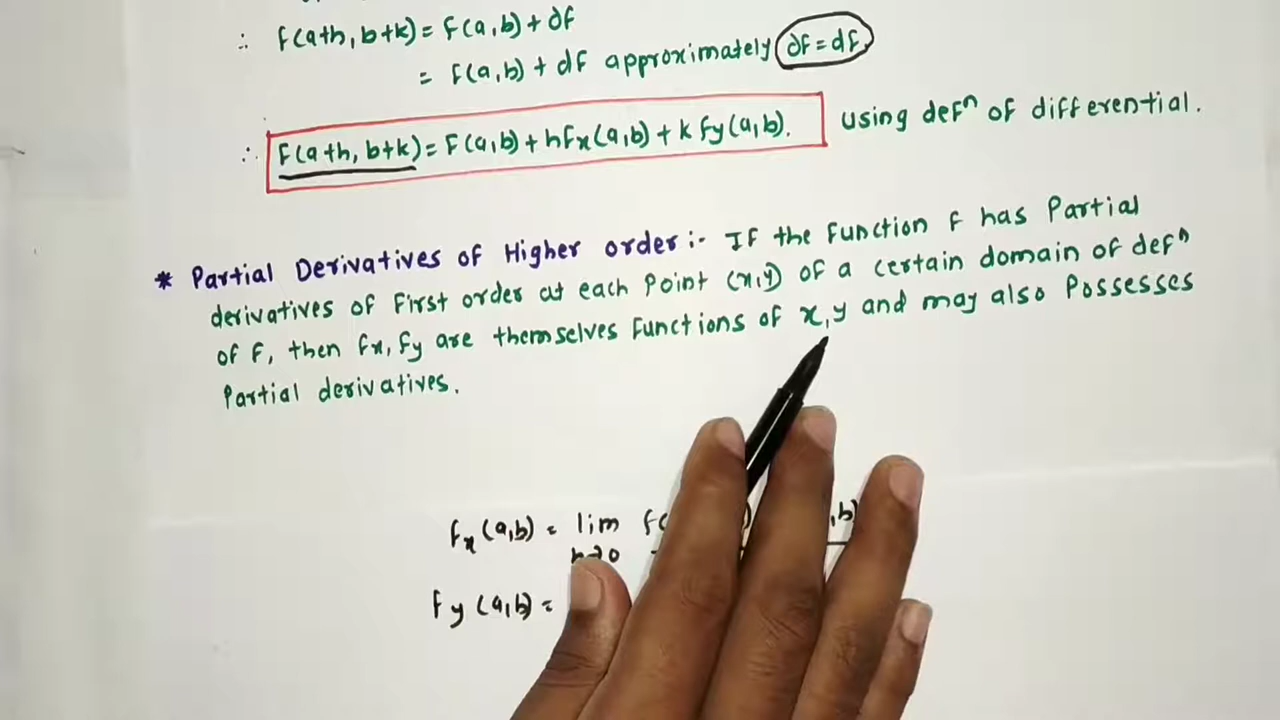 ∴ f(a+h, b+k) = f(a,b) + ∂f
= f(a,b) + df approximately ∂f = df
∴ f(a+h, b+k) = f(a,b) + hfx(a,b) + k fy(a,b). using defⁿ of differential.
* Partial Derivatives of Higher order :- If the function f has Partial
derivatives of first order at each point (x,y) of a certain domain of defⁿ
of f, then fx, fy are themselves functions of x, y and may also Possesses
Partial derivatives.
fx (a,b) = lim f( ,b)
h→0
fy (a,b) =